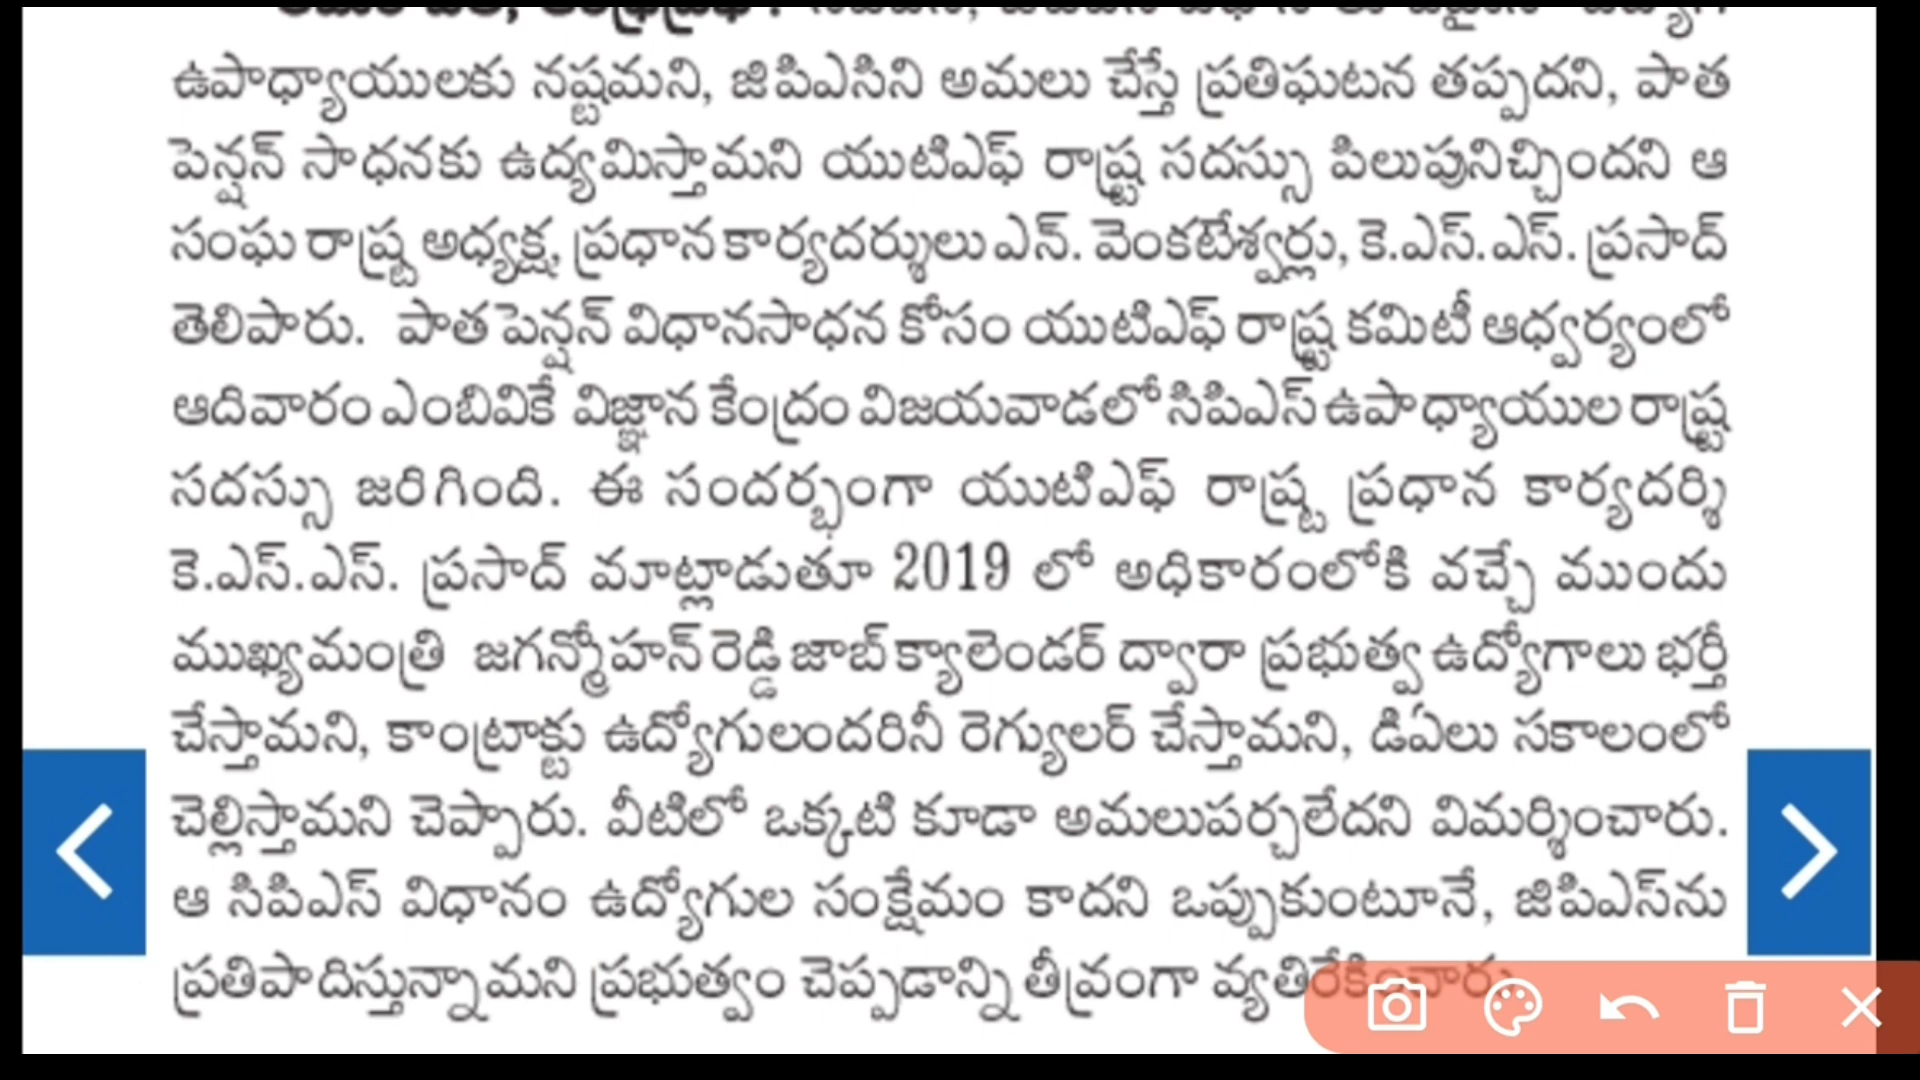 ఉపాధ్యాయులకు నష్టమని, జిపిఎసిని అమలు చేస్తే ప్రతిఘటన తప్పదని, పాత
పెన్షన్ సాధనకు ఉద్యమిస్తామని యుటిఎఫ్ రాష్ట్ర సదస్సు పిలుపునిచ్చిందని ఆ
సంఘ రాష్ట్ర అధ్యక్ష, ప్రధాన కార్యదర్శులు ఎన్. వెంకటేశ్వర్లు, కె.ఎస్.ఎస్. ప్రసాద్
తెలిపారు. పాత పెన్షన్ విధానసాధన కోసం యుటిఎఫ్ రాష్ట్ర కమిటీ ఆధ్వర్యంలో
ఆదివారం ఎంబివికే విజ్ఞాన కేంద్రం విజయవాడలో సిపిఎస్ ఉపాధ్యాయుల రాష్ట్ర
సదస్సు జరిగింది. ఈ సందర్భంగా యుటిఎఫ్ రాష్ట్ర ప్రధాన కార్యదర్శి
కె.ఎస్.ఎస్. ప్రసాద్ మాట్లాడుతూ 2019 లో అధికారంలోకి వచ్చే ముందు
ముఖ్యమంత్రి జగన్మోహన్ రెడ్డి జాబ్ క్యాలెండర్ ద్వారా ప్రభుత్వ ఉద్యోగాలు భర్తీ
చేస్తామని, కాంట్రాక్టు ఉద్యోగులందరినీ రెగ్యులర్ చేస్తామని, డిఏలు సకాలంలో
చెల్లిస్తామని చెప్పారు. వీటిలో ఒక్కటి కూడా అమలుపర్చలేదని విమర్శించారు.
ఆ సిపిఎస్ విధానం ఉద్యోగుల సంక్షేమం కాదని ఒప్పుకుంటూనే, జిపిఎస్‌ను
ప్రతిపాదిస్తున్నామని ప్రభుత్వం చెప్పడాన్ని తీవ్రంగా వ్యతిరేకించారు.